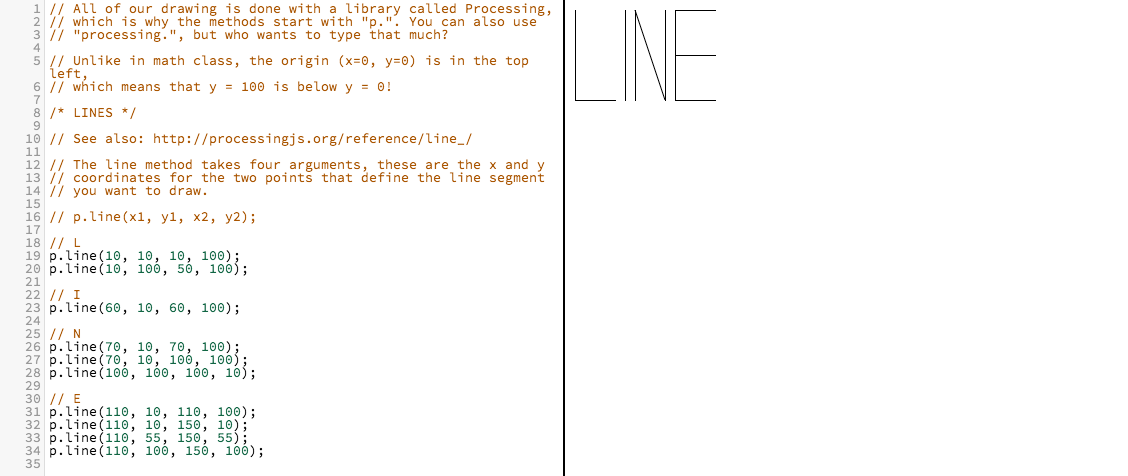 1 // All of our drawing is done with a library called Processing,
2 // which is why the methods start with "p.". You can also use
3 // "processing.", but who wants to type that much?
4
5 // Unlike in math class, the origin (x=0, y=0) is in the top
left,
6 // which means that y = 100 is below y = 0!
7
8 /* LINES */
9
10 // See also: http://processingjs.org/reference/line_/
11
12 // The line method takes four arguments, these are the x and y
13 // coordinates for the two points that define the line segment
14 // you want to draw.
15
16 // p.line(x1, y1, x2, y2);
17
18 // L
19 p.line(10, 10, 10, 100);
20 p.line(10, 100, 50, 100);
21
22 // I
23 p.line(60, 10, 60, 100);
24
25 // N
26 p.line(70, 10, 70, 100);
27 p.line(70, 10, 100, 100);
28 p.line(100, 100, 100, 10);
29
30 // E
31 p.line(110, 10, 110, 100);
32 p.line(110, 10, 150, 10);
33 p.line(110, 55, 150, 55);
34 p.line(110, 100, 150, 100);
35
LINE